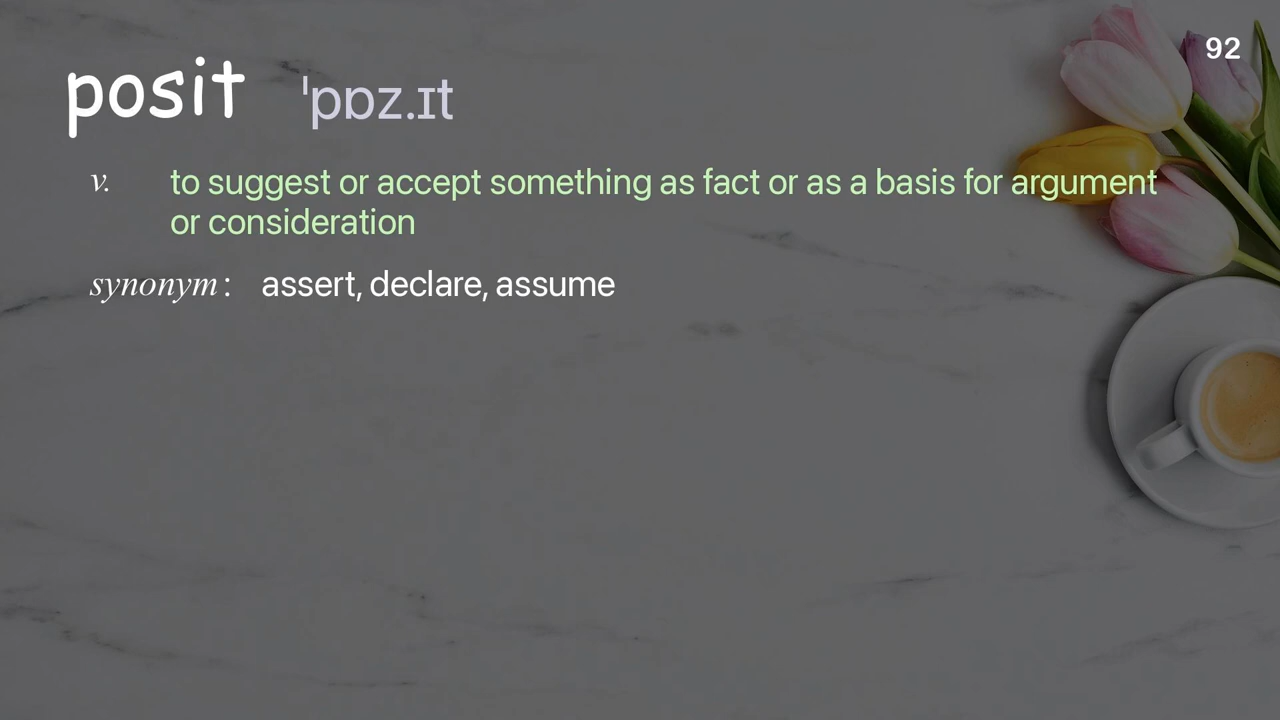 92
posit ˈpɒz.ɪt
v. to suggest or accept something as fact or as a basis for argument
or consideration
synonym : assert, declare, assume